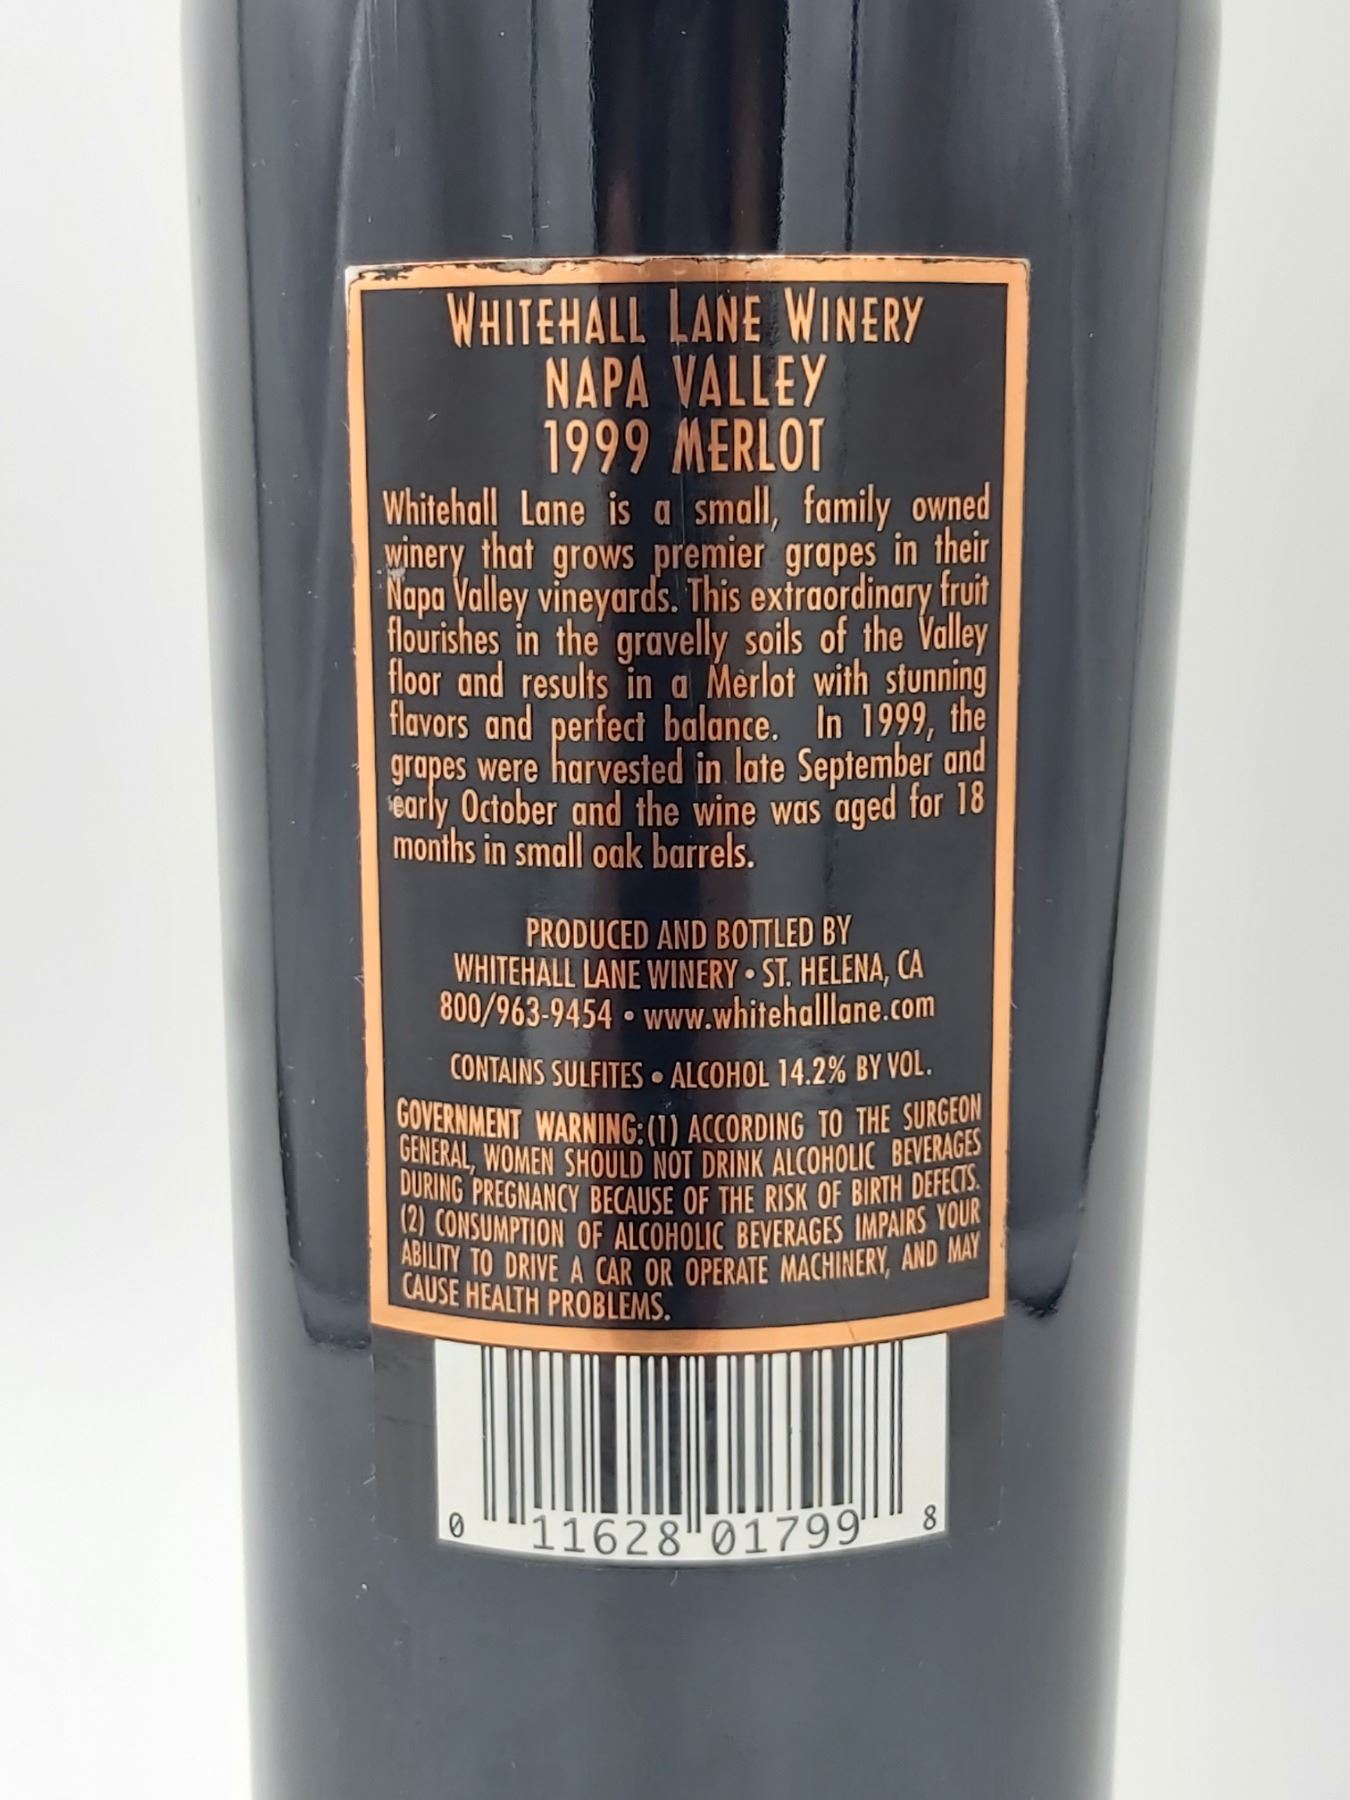 WHITEHALL LANE WINERY
NAPA VALLEY
1999 MERLOT
Whitehall Lane is a small, family owned
winery that grows premier grapes in their
Napa Valley vineyards. This extraordinary fruit
flourishes in the gravelly soils of the Valley
floor and results in a Merlot with stunning
flavors and perfect balance. In 1999, the
grapes were harvested in late September and
early October and the wine was aged for 18
months in small oak barrels.
PRODUCED AND BOTTLED BY
WHITEHALL LANE WINERY • ST. HELENA, CA
800/963-9454 • www.whitehalllane.com
CONTAINS SULFITES • ALCOHOL 14.2% BY VOL.
GOVERNMENT WARNING:(1) ACCORDING TO THE SURGEON
GENERAL, WOMEN SHOULD NOT DRINK ALCOHOLIC BEVERAGES
DURING PREGNANCY BECAUSE OF THE RISK OF BIRTH DEFECTS.
(2) CONSUMPTION OF ALCOHOLIC BEVERAGES IMPAIRS YOUR
ABILITY TO DRIVE A CAR OR OPERATE MACHINERY, AND MAY
CAUSE HEALTH PROBLEMS.
0 11628 01799 8